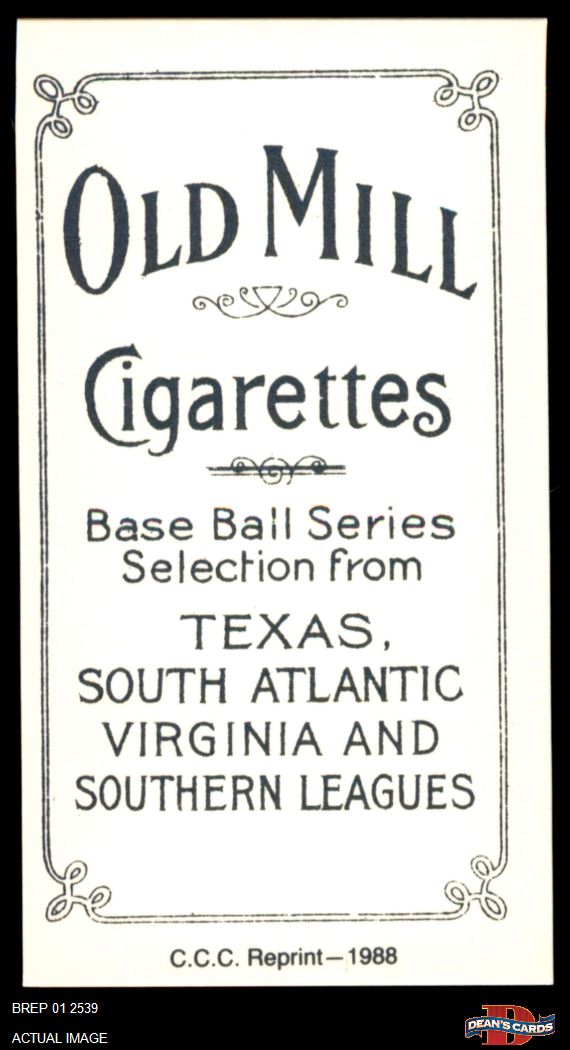 OLD MILL
Cigarettes
Base Ball Series
Selection from
TEXAS,
SOUTH ATLANTIC
VIRGINIA AND
SOUTHERN LEAGUES
C.C.C. Reprint—1988
BREP 01 2539
ACTUAL IMAGE
D
DEAN'S CARDS